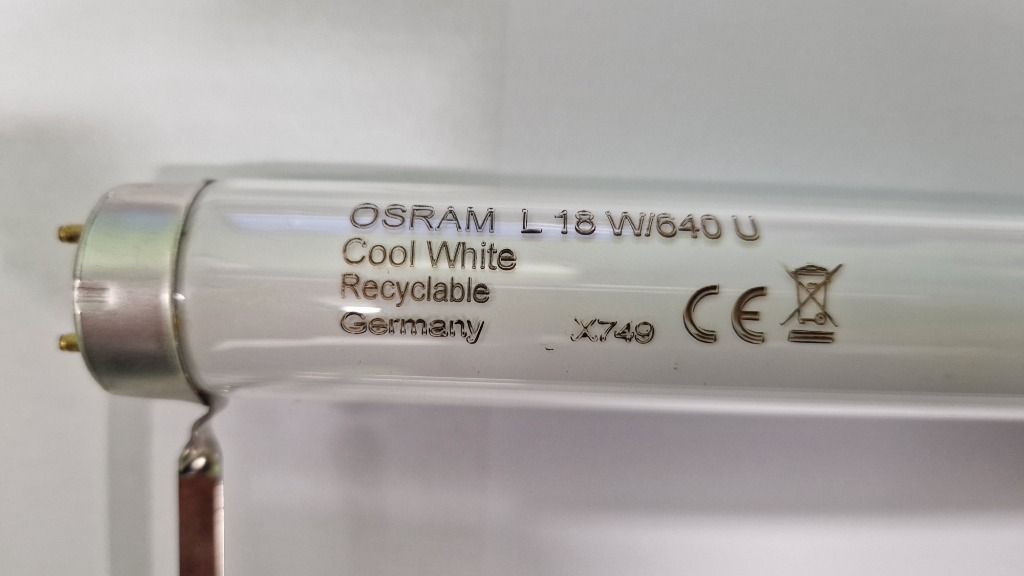 OSRAM L 18 W/640 U
Cool White
Recyclable
Germany X749 CE